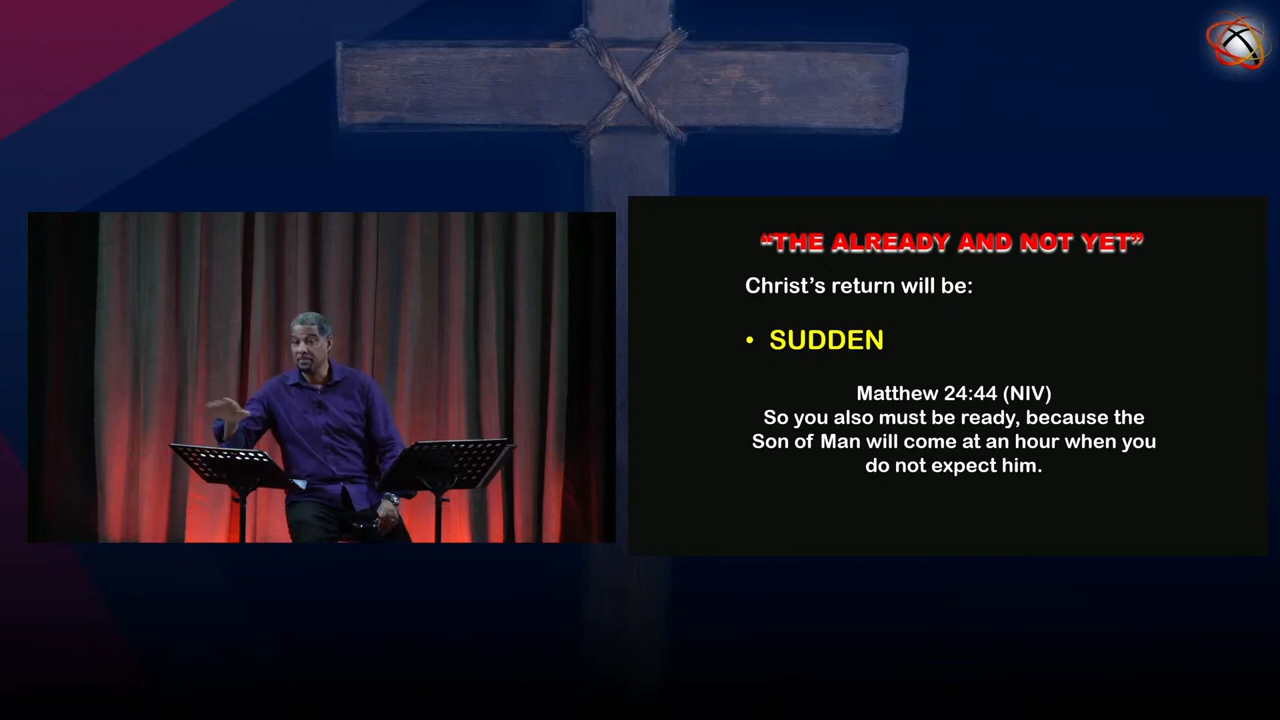 “THE ALREADY AND NOT YET”
Christ’s return will be:
• SUDDEN
Matthew 24:44 (NIV)
So you also must be ready, because the
Son of Man will come at an hour when you
do not expect him.